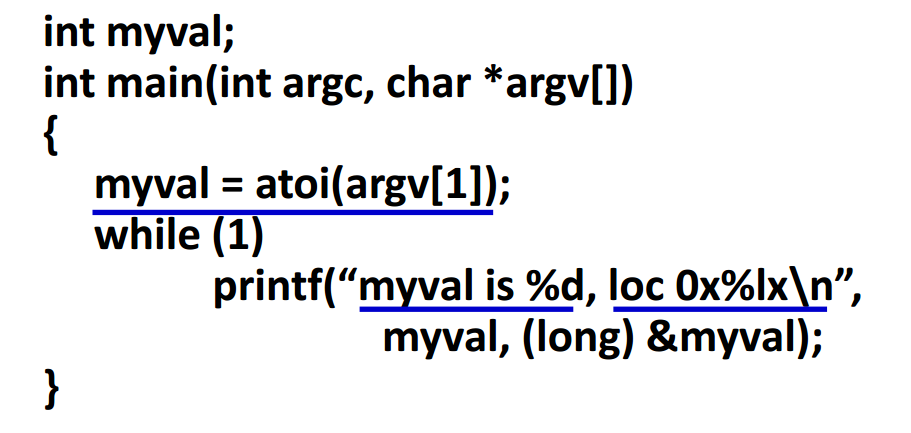 int myval;
int main(int argc, char *argv[])
{
myval = atoi(argv[1]);
while (1)
printf(“myval is %d, loc 0x%lx\n”,
myval, (long) &myval);
}